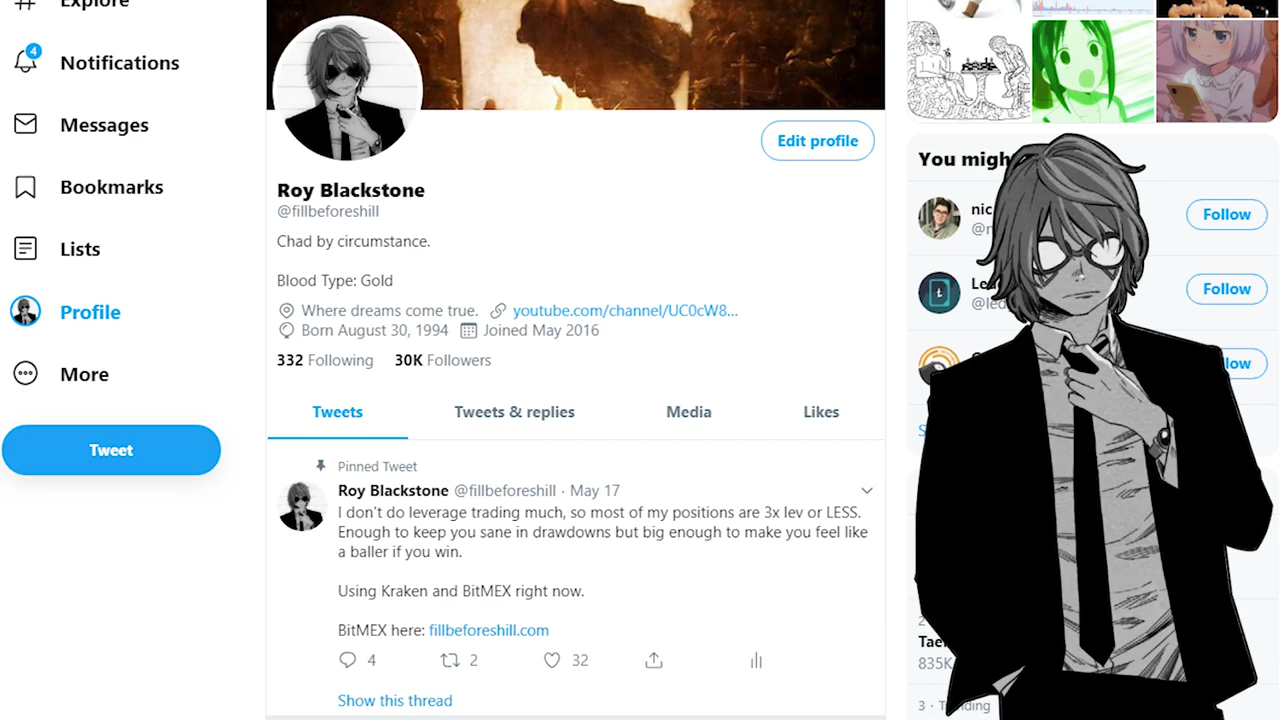 Explore
4
Notifications
Messages
Bookmarks
Lists
Profile
More
Tweet
Edit profile
Roy Blackstone
@fillbeforeshill
Chad by circumstance.
Blood Type: Gold
Where dreams come true. youtube.com/channel/UC0cW8...
Born August 30, 1994 Joined May 2016
332 Following 30K Followers
Tweets Tweets & replies Media Likes
Pinned Tweet
Roy Blackstone @fillbeforeshill · May 17
I don't do leverage trading much, so most of my positions are 3x lev or LESS.
Enough to keep you sane in drawdowns but big enough to make you feel like
a baller if you win.
Using Kraken and BitMEX right now.
BitMEX here: fillbeforeshill.com
4 2 32
Show this thread
You
nic
Follow
Follow
835K
3 · Trending